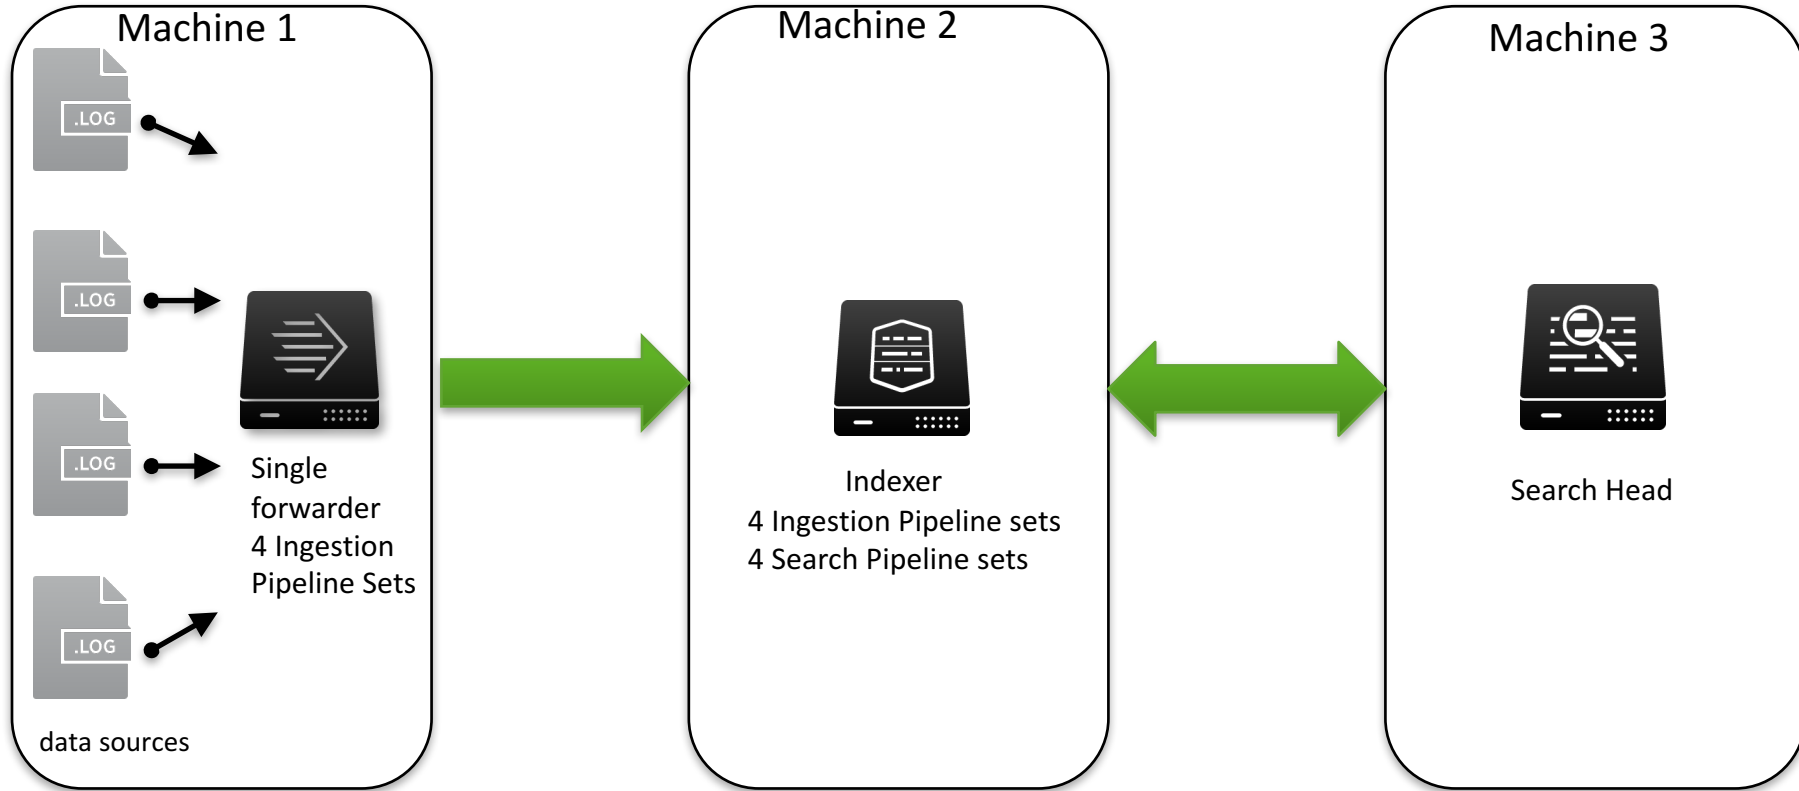 Machine 1
.LOG
.LOG
.LOG
.LOG
data sources
Single
forwarder
4 Ingestion
Pipeline Sets
Machine 2
Indexer
4 Ingestion Pipeline sets
4 Search Pipeline sets
Machine 3
Search Head